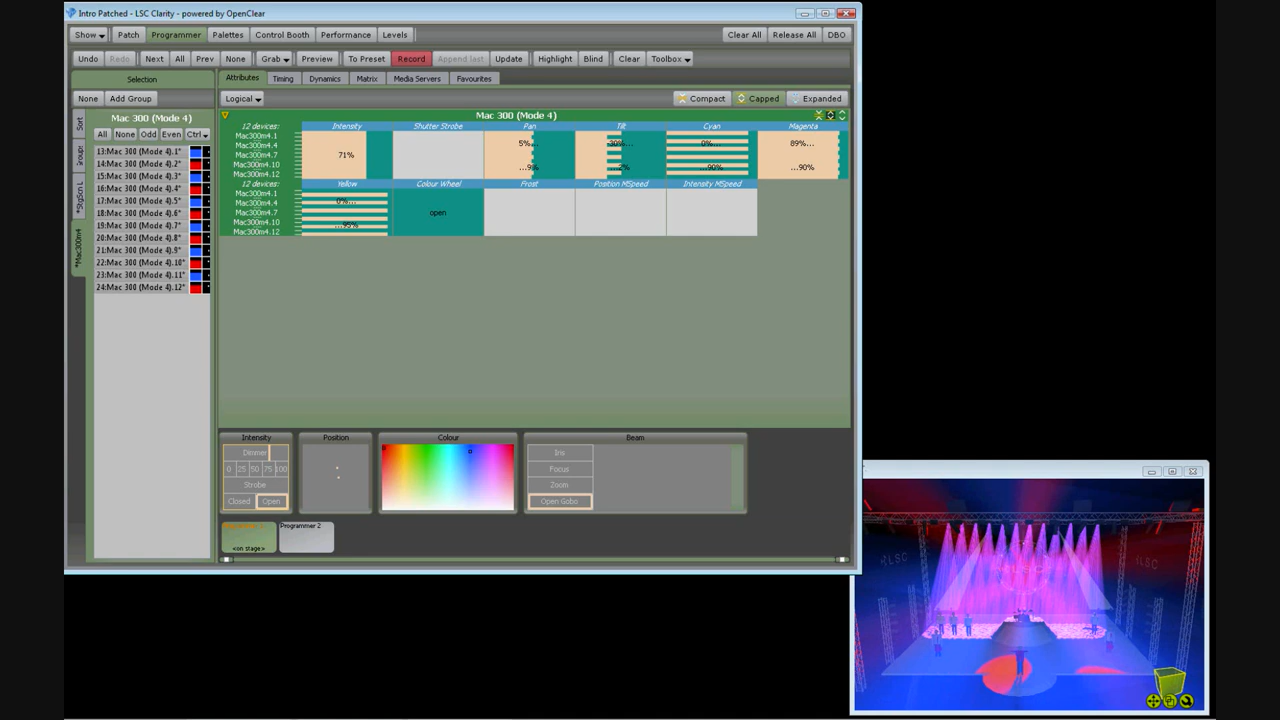 Intro Patched - LSC Clarity - powered by OpenClear
Show Patch Programmer Palettes Control Booth Performance Levels Clear All Release All DBO
Undo Redo Next All Prev None Grab Preview To Preset Record Append last Update Highlight Blind Clear Toolbox
Selection Attributes Timing Dynamics Matrix Media Servers Favourites
None Add Group Logical Compact Capped Expanded
Mac 300 (Mode 4)
All None Odd Even Ctrl
Sort
Group:
*StgScn L
*Mac300m4
13:Mac 300 (Mode 4).1*
14:Mac 300 (Mode 4).2*
15:Mac 300 (Mode 4).3*
16:Mac 300 (Mode 4).4*
17:Mac 300 (Mode 4).5*
18:Mac 300 (Mode 4).6*
19:Mac 300 (Mode 4).7*
20:Mac 300 (Mode 4).8*
21:Mac 300 (Mode 4).9*
22:Mac 300 (Mode 4).10*
23:Mac 300 (Mode 4).11*
24:Mac 300 (Mode 4).12*
Mac 300 (Mode 4)
12 devices: Intensity Shutter Strobe Pan Tilt Cyan Magenta
Mac300m4.1
Mac300m4.4 5%... 30%... 0%... 89%...
Mac300m4.7 71%
Mac300m4.10 ...90% ...90%
Mac300m4.12
12 devices: Yellow Colour Wheel Frost Position MSpeed Intensity MSpeed
Mac300m4.1
Mac300m4.4 0%...
Mac300m4.7 open
Mac300m4.10 ...95%
Mac300m4.12
Intensity Position Colour Beam
Dimmer Iris
0 25 50 75 100 Focus
Strobe Zoom
Closed Open Open Gobo
Programmer 2
<on stage>
LSC
LSC
LSC